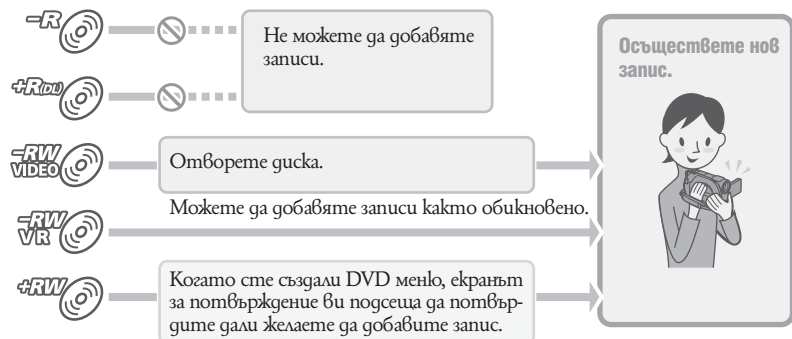 -R
Не можете да добавяте
записи.
+R(DL)
Осъществете нов
запис.
-RW
VIDEO
Отворете диска.
Можете да добавяте записи както обикновено.
-RW
VR
+RW
Когато сте създали DVD меню, екранът
за потвърждение ви подсеща да потвър-
дите дали желаете да добавите запис.